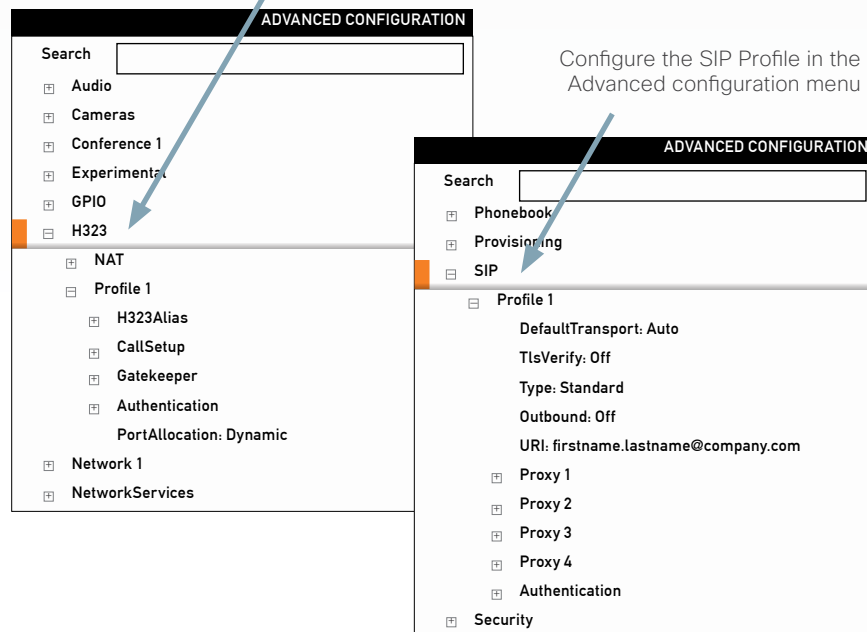 ADVANCED CONFIGURATION
Search
Audio
Cameras
Conference 1
Experimental
GPIO
H323
NAT
Profile 1
H323Alias
CallSetup
Gatekeeper
Authentication
PortAllocation: Dynamic
Network 1
NetworkServices
Configure the SIP Profile in the
Advanced configuration menu
ADVANCED CONFIGURATION
Search
Phonebook
Provisioning
SIP
Profile 1
DefaultTransport: Auto
TlsVerify: Off
Type: Standard
Outbound: Off
URI: firstname.lastname@company.com
Proxy 1
Proxy 2
Proxy 3
Proxy 4
Authentication
Security